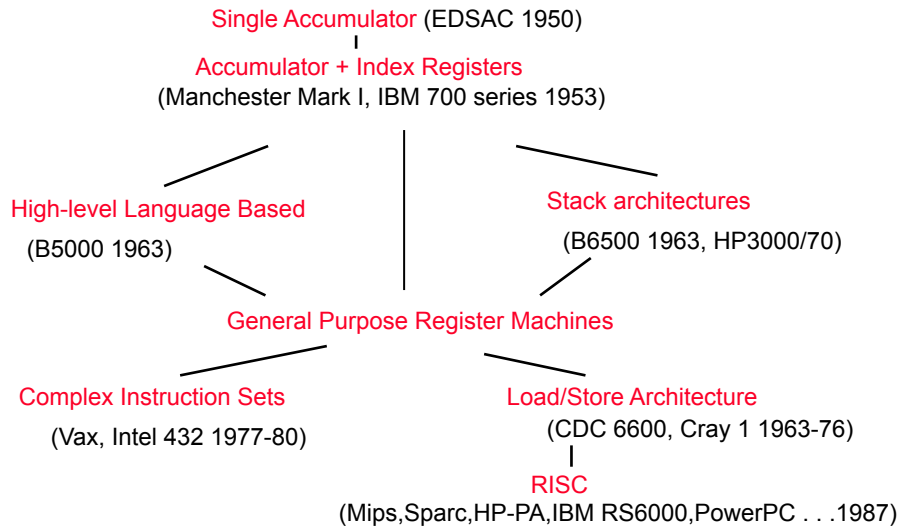 Single Accumulator (EDSAC 1950)
Accumulator + Index Registers
(Manchester Mark I, IBM 700 series 1953)
High-level Language Based
(B5000 1963)
Stack architectures
(B6500 1963, HP3000/70)
General Purpose Register Machines
Complex Instruction Sets
(Vax, Intel 432 1977-80)
Load/Store Architecture
(CDC 6600, Cray 1 1963-76)
RISC
(Mips,Sparc,HP-PA,IBM RS6000,PowerPC . . .1987)